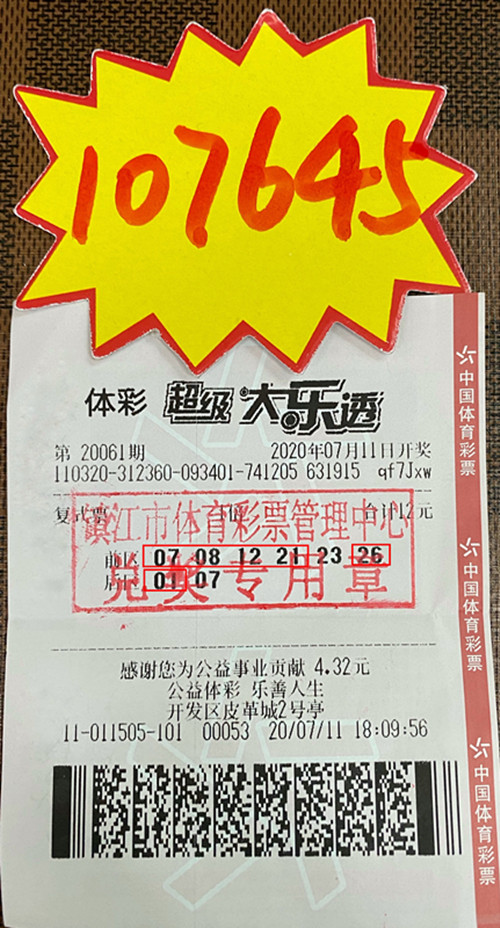 107645
体彩 超级大乐透
第 20061期 2020年07月11日开奖
110320-312360-093401-741205 631915 qf7Jxw
复式票 1倍 合计12元
镇江市体育彩票管理中心
前区 07 08 12 21 23 26
兑奖专用章
后区 01 07
感谢您为公益事业贡献 4.32元
公益体彩 乐善人生
开发区皮革城2号亭
11-011505-101 00053 20/07/11 18:09:56
中国体育彩票
中国体育彩票
中国体育彩票